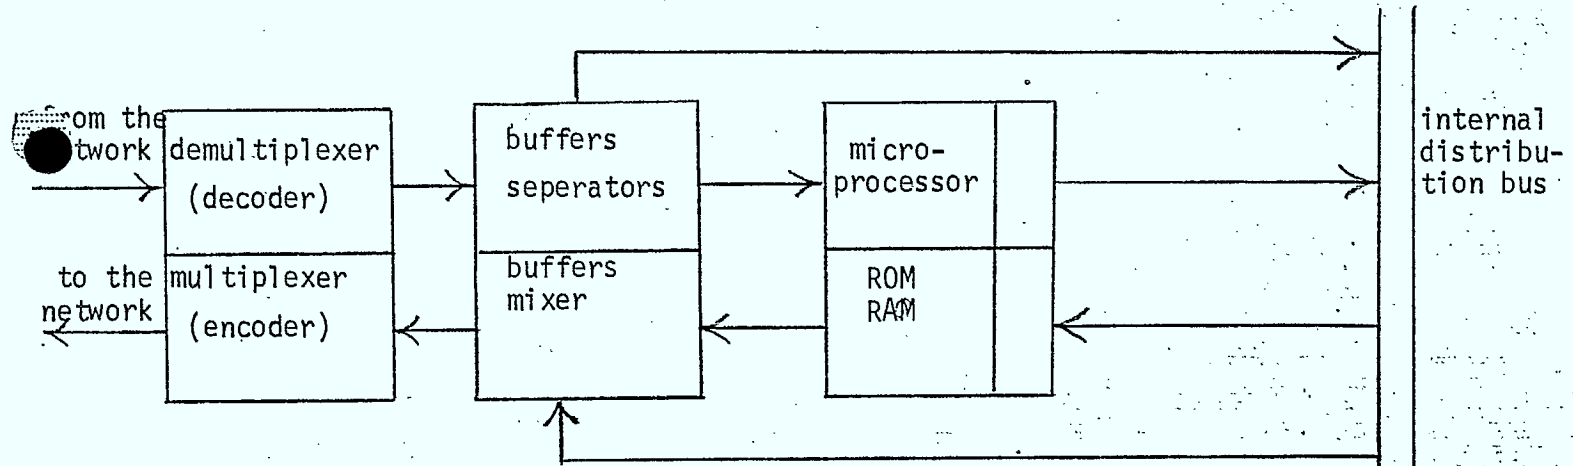 from the
network
demultiplexer
(decoder)
buffers
seperators
micro-
processor
internal
distribu-
tion bus
to the
network
multiplexer
(encoder)
buffers
mixer
ROM
RAM